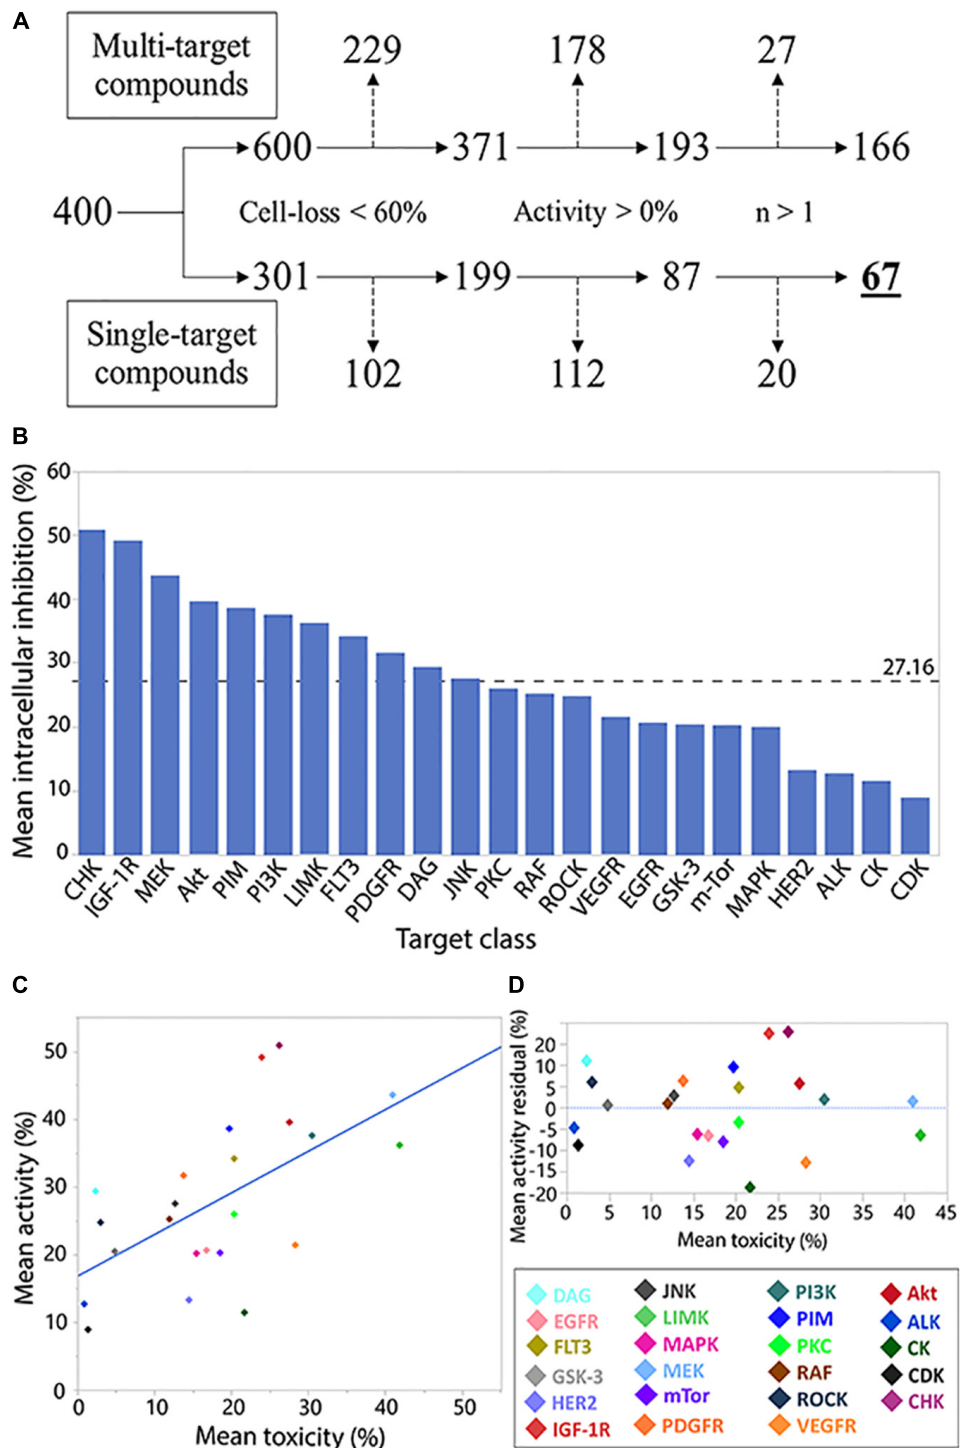 A
Multi-target
compounds
229
178
27
600
371
193
166
400
Cell-loss < 60%
Activity > 0%
n > 1
301
199
87
67
Single-target
compounds
102
112
20
B
Mean intracellular inhibition (%)
60
50
40
30
20
10
0
27.16
CHK
IGF-1R
MEK
Akt
PIM
PI3K
LIMK
FLT3
PDGFR
DAG
JNK
PKC
RAF
ROCK
VEGFR
EGFR
GSK-3
m-Tor
MAPK
HER2
ALK
CK
CDK
Target class
C
Mean activity (%)
50
40
30
20
10
0
0
10
20
30
40
50
Mean toxicity (%)
D
Mean activity residual (%)
20
10
5
0
-5
-10
-15
-20
0
5
10
15
20
25
30
35
40
45
Mean toxicity (%)
DAG
EGFR
FLT3
GSK-3
HER2
IGF-1R
JNK
LIMK
MAPK
MEK
mTor
PDGFR
PI3K
PIM
PKC
RAF
ROCK
VEGFR
Akt
ALK
CK
CDK
CHK